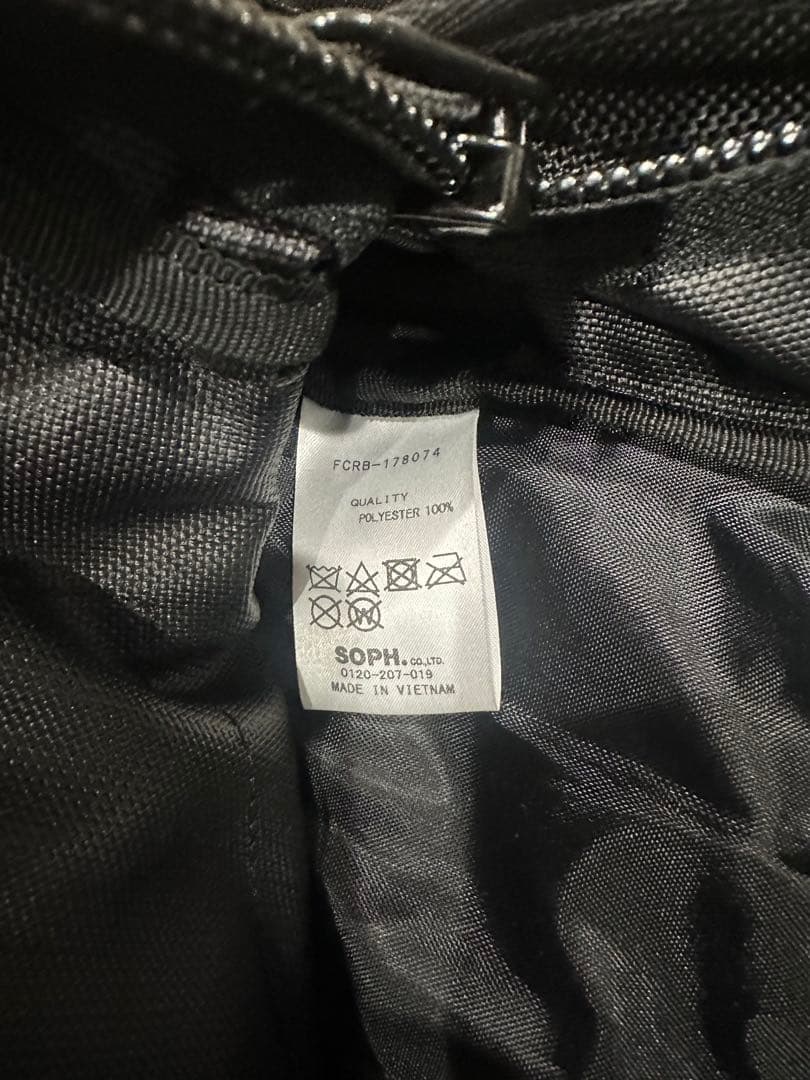 FCRB-178074
QUALITY
POLYESTER 100%
W
SOPH. CO.,LTD.
0120-207-019
MADE IN VIETNAM